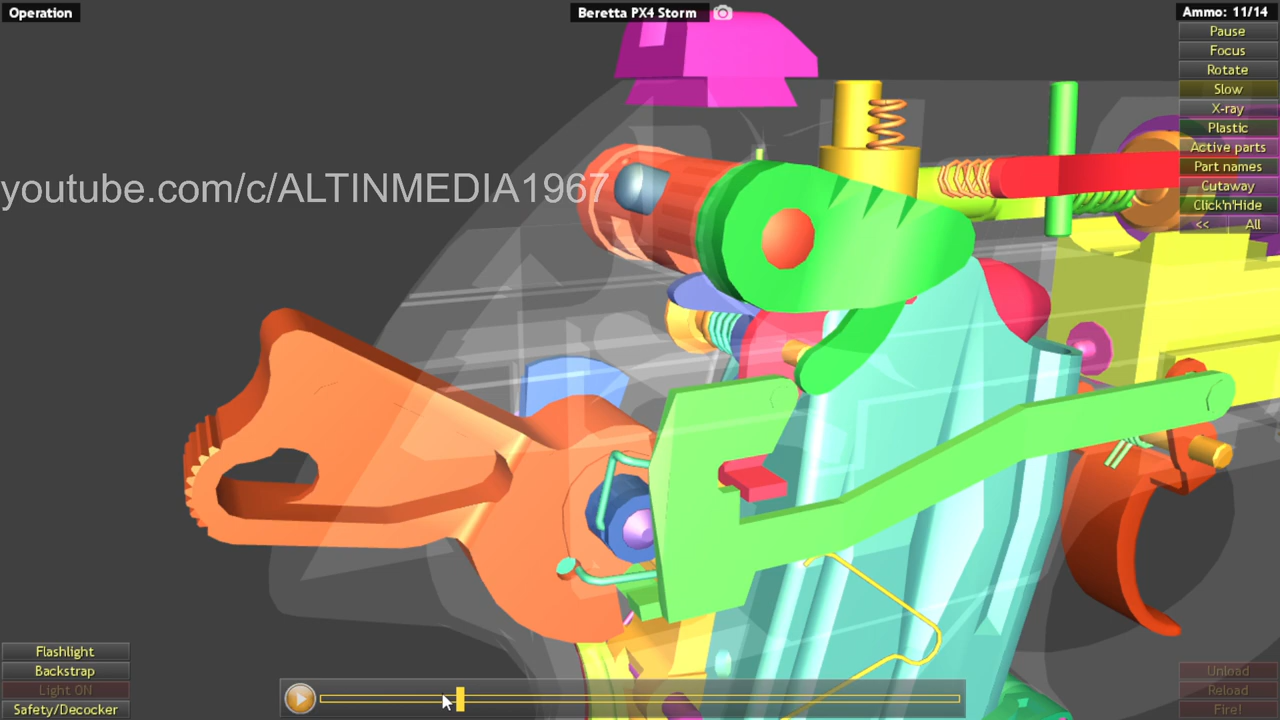 Operation
Beretta PX4 Storm
Ammo: 11/14
Pause
Focus
Rotate
Slow
X-ray
Plastic
Active parts
Part names
Cutaway
Click'n'Hide
<< All
youtube.com/c/ALTINMEDIA1967
Flashlight
Backstrap
Light ON
Safety/Decocker
Unload
Reload
Fire!